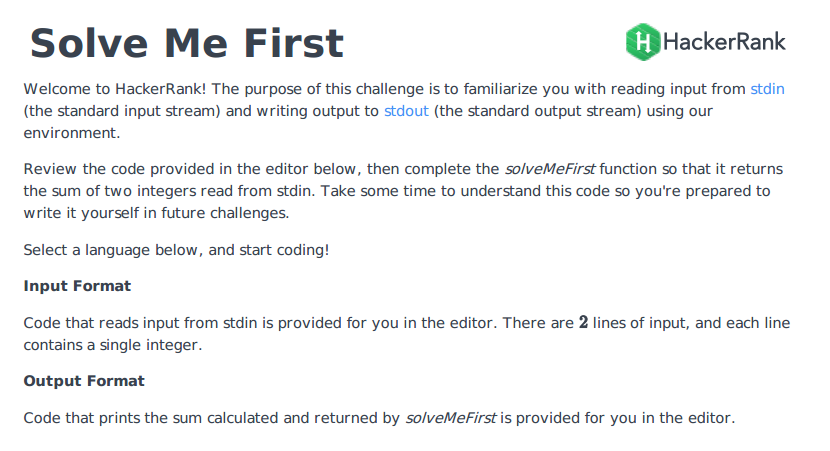 Solve Me First
HackerRank
Welcome to HackerRank! The purpose of this challenge is to familiarize you with reading input from stdin
(the standard input stream) and writing output to stdout (the standard output stream) using our
environment.
Review the code provided in the editor below, then complete the solveMeFirst function so that it returns
the sum of two integers read from stdin. Take some time to understand this code so you're prepared to
write it yourself in future challenges.
Select a language below, and start coding!
Input Format
Code that reads input from stdin is provided for you in the editor. There are 2 lines of input, and each line
contains a single integer.
Output Format
Code that prints the sum calculated and returned by solveMeFirst is provided for you in the editor.